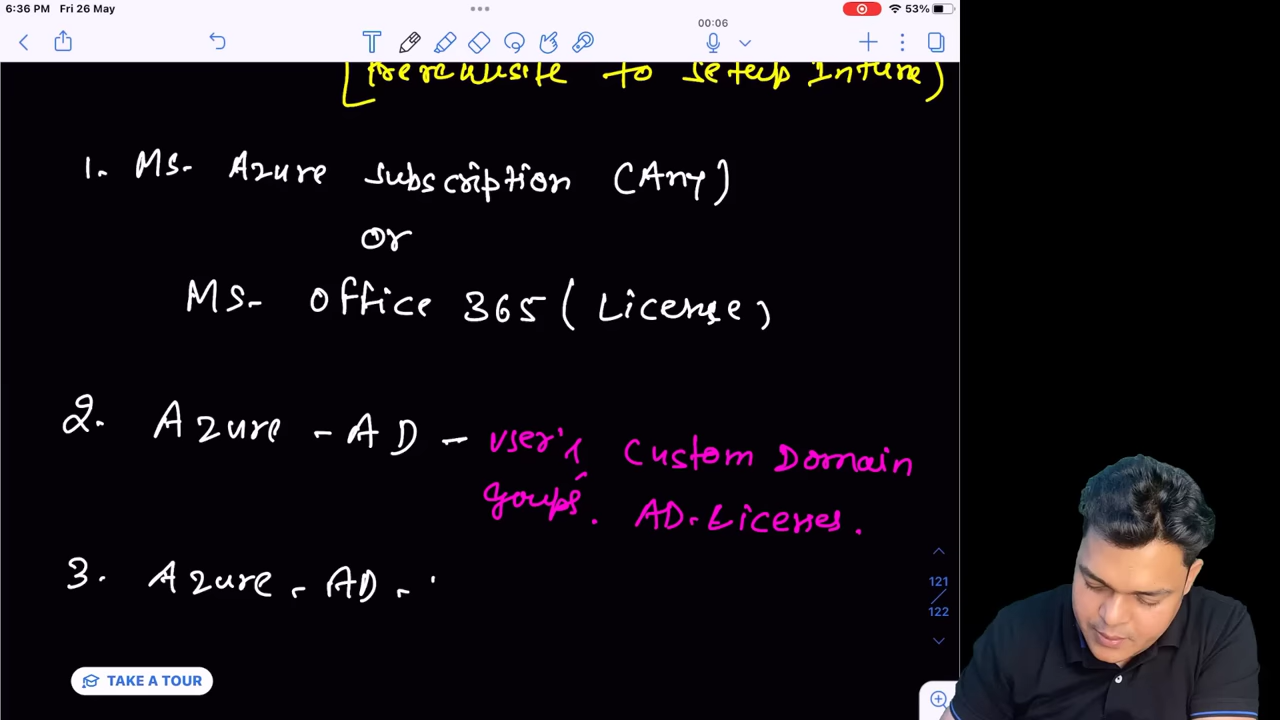 6:36 PM Fri 26 May
53%
00:06
T
[Prerequisite to setup Intune)
1. MS. Azure subscription (Any)
or
MS. Office 365 (License)
2. Azure - AD - user's Custom Domain
groups. AD. Licenses.
3. Azure - AD -
121
122
TAKE A TOUR